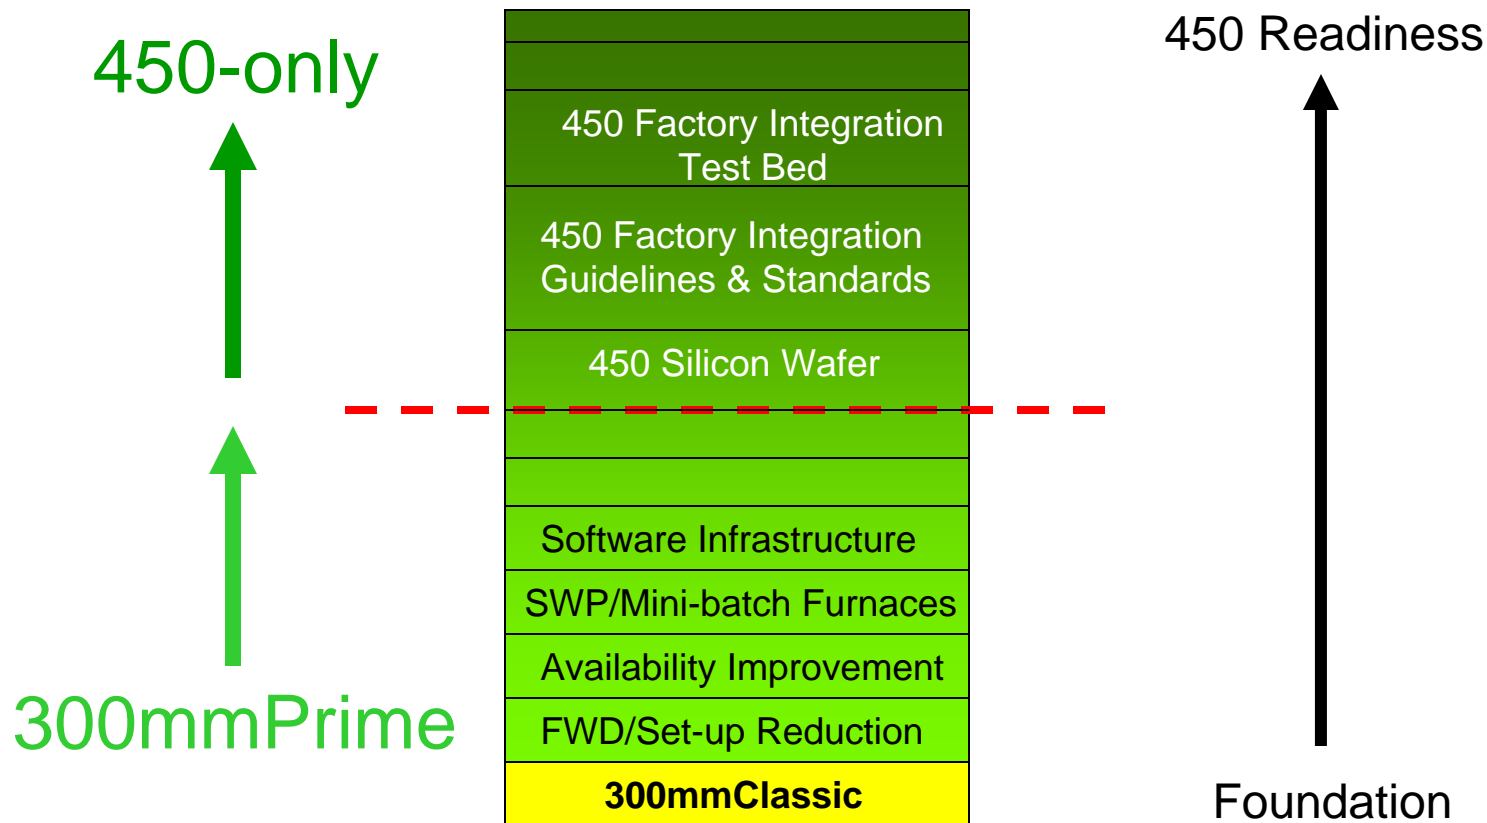 450 Readiness
450-only
450 Factory Integration
Test Bed
450 Factory Integration
Guidelines & Standards
450 Silicon Wafer
Software Infrastructure
SWP/Mini-batch Furnaces
Availability Improvement
300mmPrime
FWD/Set-up Reduction
300mmClassic
Foundation